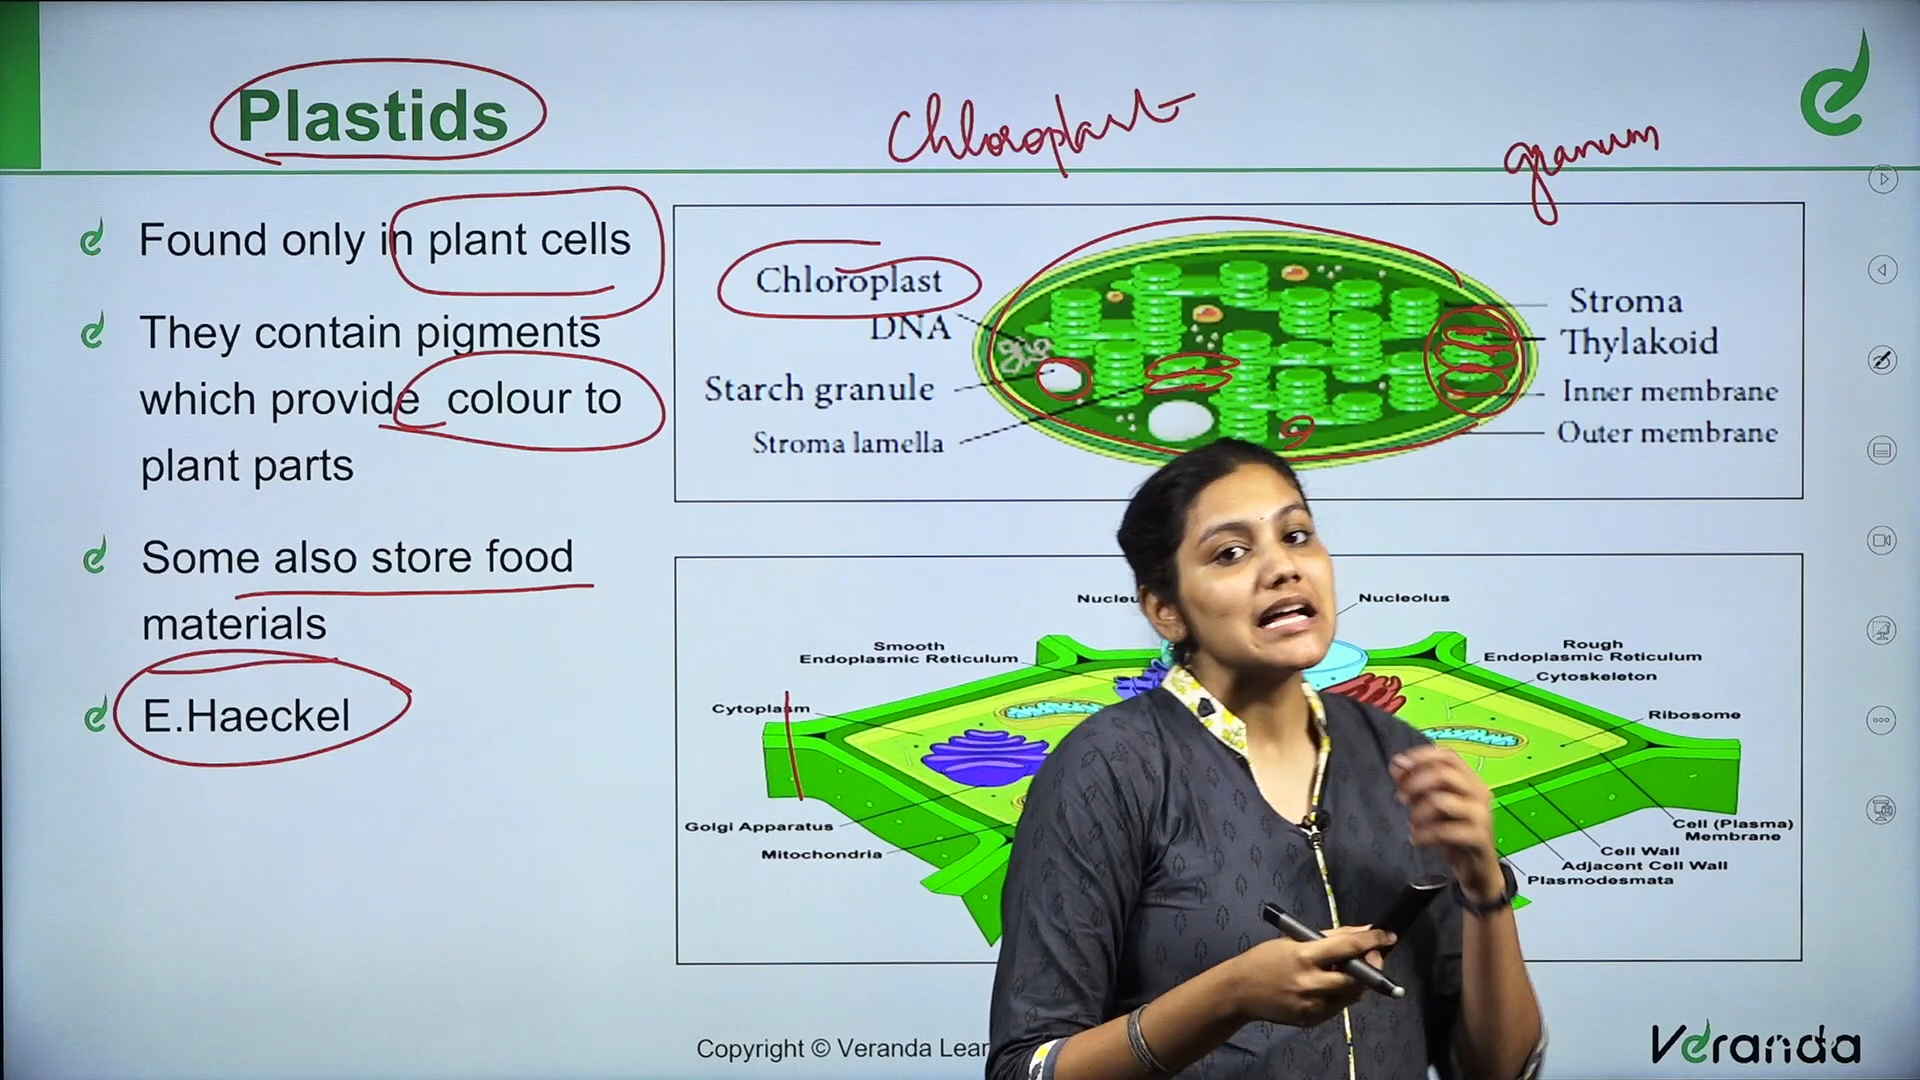 Plastids
Chloroplast
granum
Found only in plant cells
They contain pigments
which provide colour to
plant parts
Some also store food
materials
E.Haeckel
Chloroplast
DNA
Starch granule
Stroma lamella
Stroma
Thylakoid
Inner membrane
Outer membrane
Nucleolus
Smooth
Endoplasmic Reticulum
Rough
Endoplasmic Reticulum
Cytoskeleton
Cytoplasm
Ribosome
Golgi Apparatus
Mitochondria
Cell (Plasma)
Membrane
Cell Wall
Adjacent Cell Wall
Plasmodesmata
Copyright © Veranda
Veranda